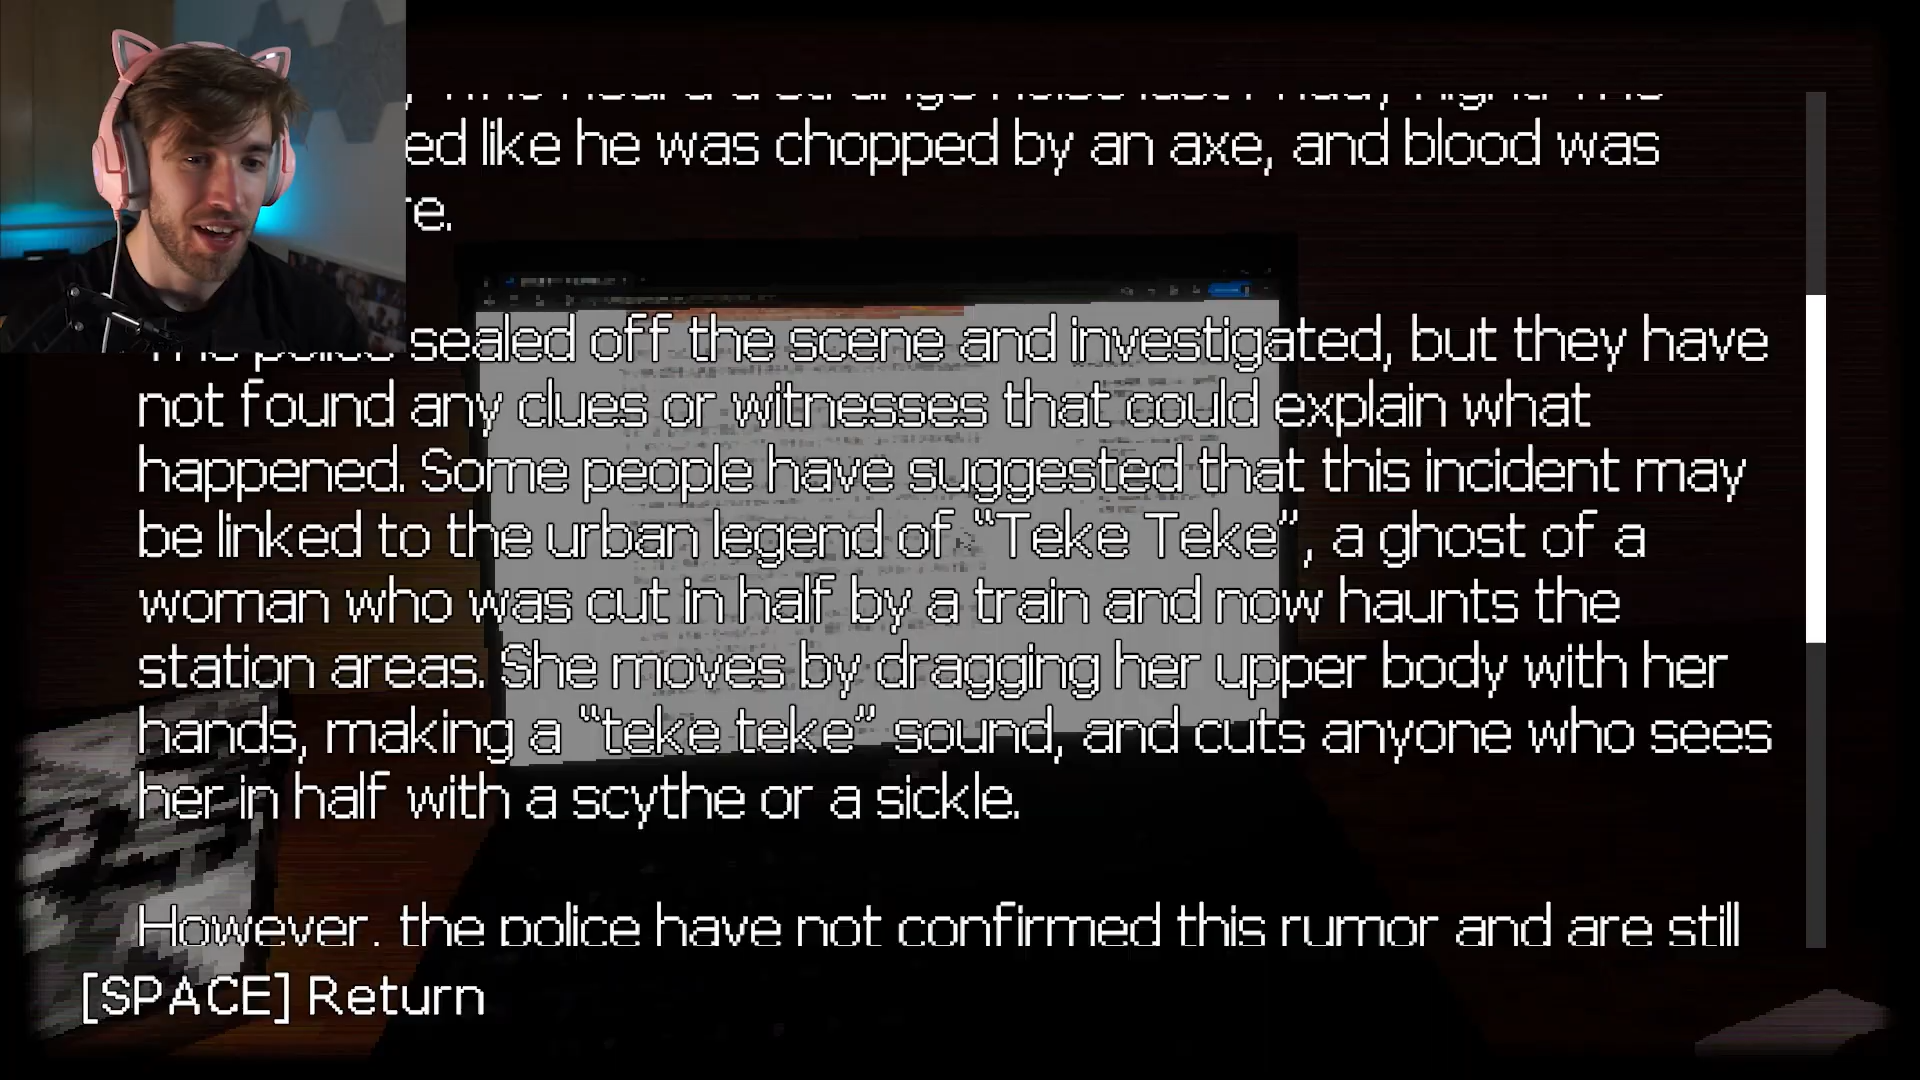 like he was chopped by an axe, and blood was
sealed off the scene and investigated, but they have
not found any clues or witnesses that could explain what
happened. Some people have suggested that this incident may
be linked to the urban legend of “Teke Teke”, a ghost of a
woman who was cut in half by a train and now haunts the
station areas. She moves by dragging her upper body with her
hands, making a “teke teke” sound, and cuts anyone who sees
her in half with a scythe or a sickle.
However, the police have not confirmed this rumor and are still
[SPACE] Return